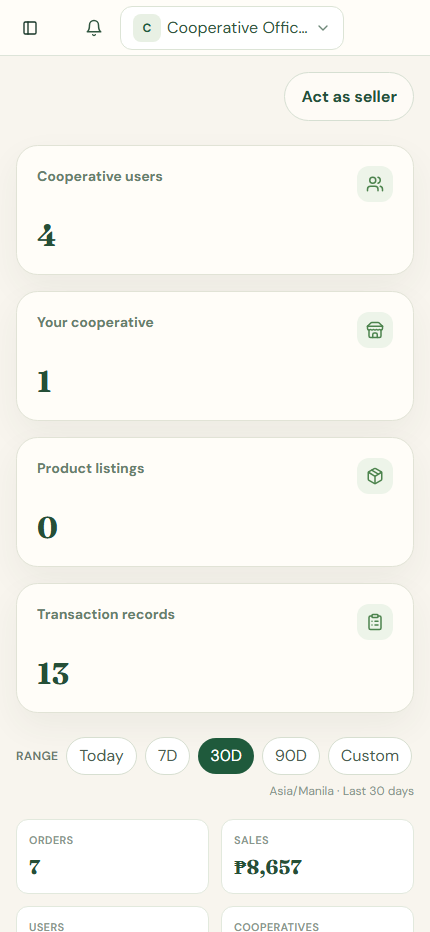 C Cooperative Offic...
Act as seller
Cooperative users
4
Your cooperative
1
Product listings
0
Transaction records
13
RANGE Today 7D 30D 90D Custom
Asia/Manila · Last 30 days
ORDERS
7
SALES
₱8,657
USERS
COOPERATIVES